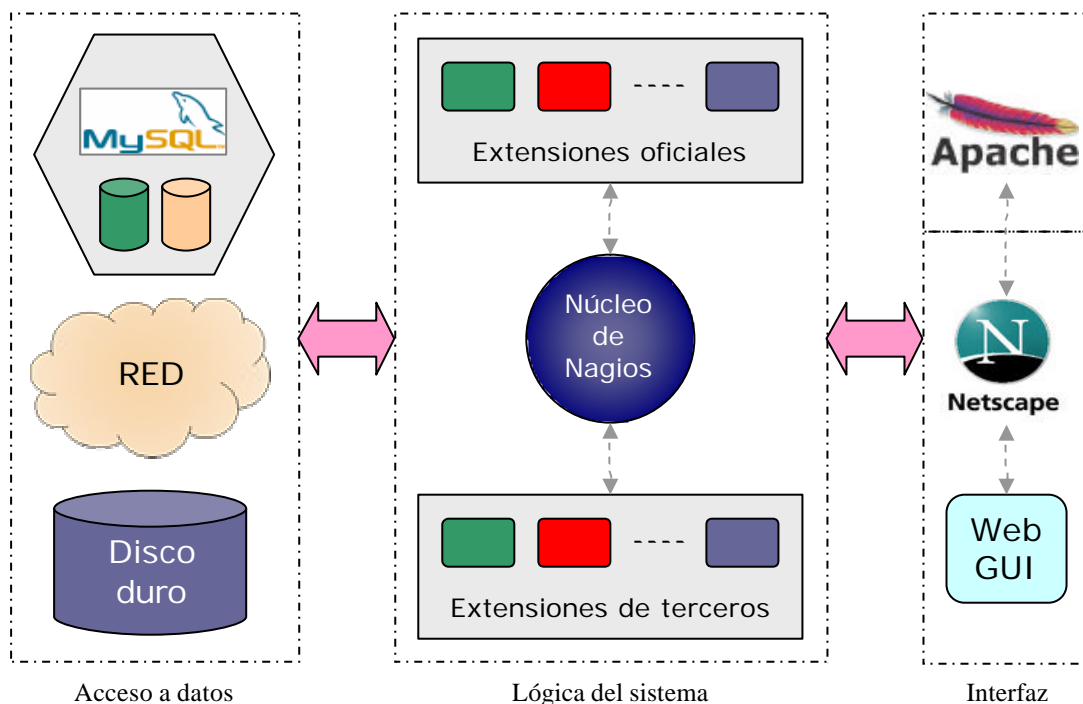 MySQL
RED
Disco
duro
Acceso a datos
Extensiones oficiales
Núcleo
de
Nagios
Extensiones de terceros
Lógica del sistema
Apache
N
Netscape
Web
GUI
Interfaz